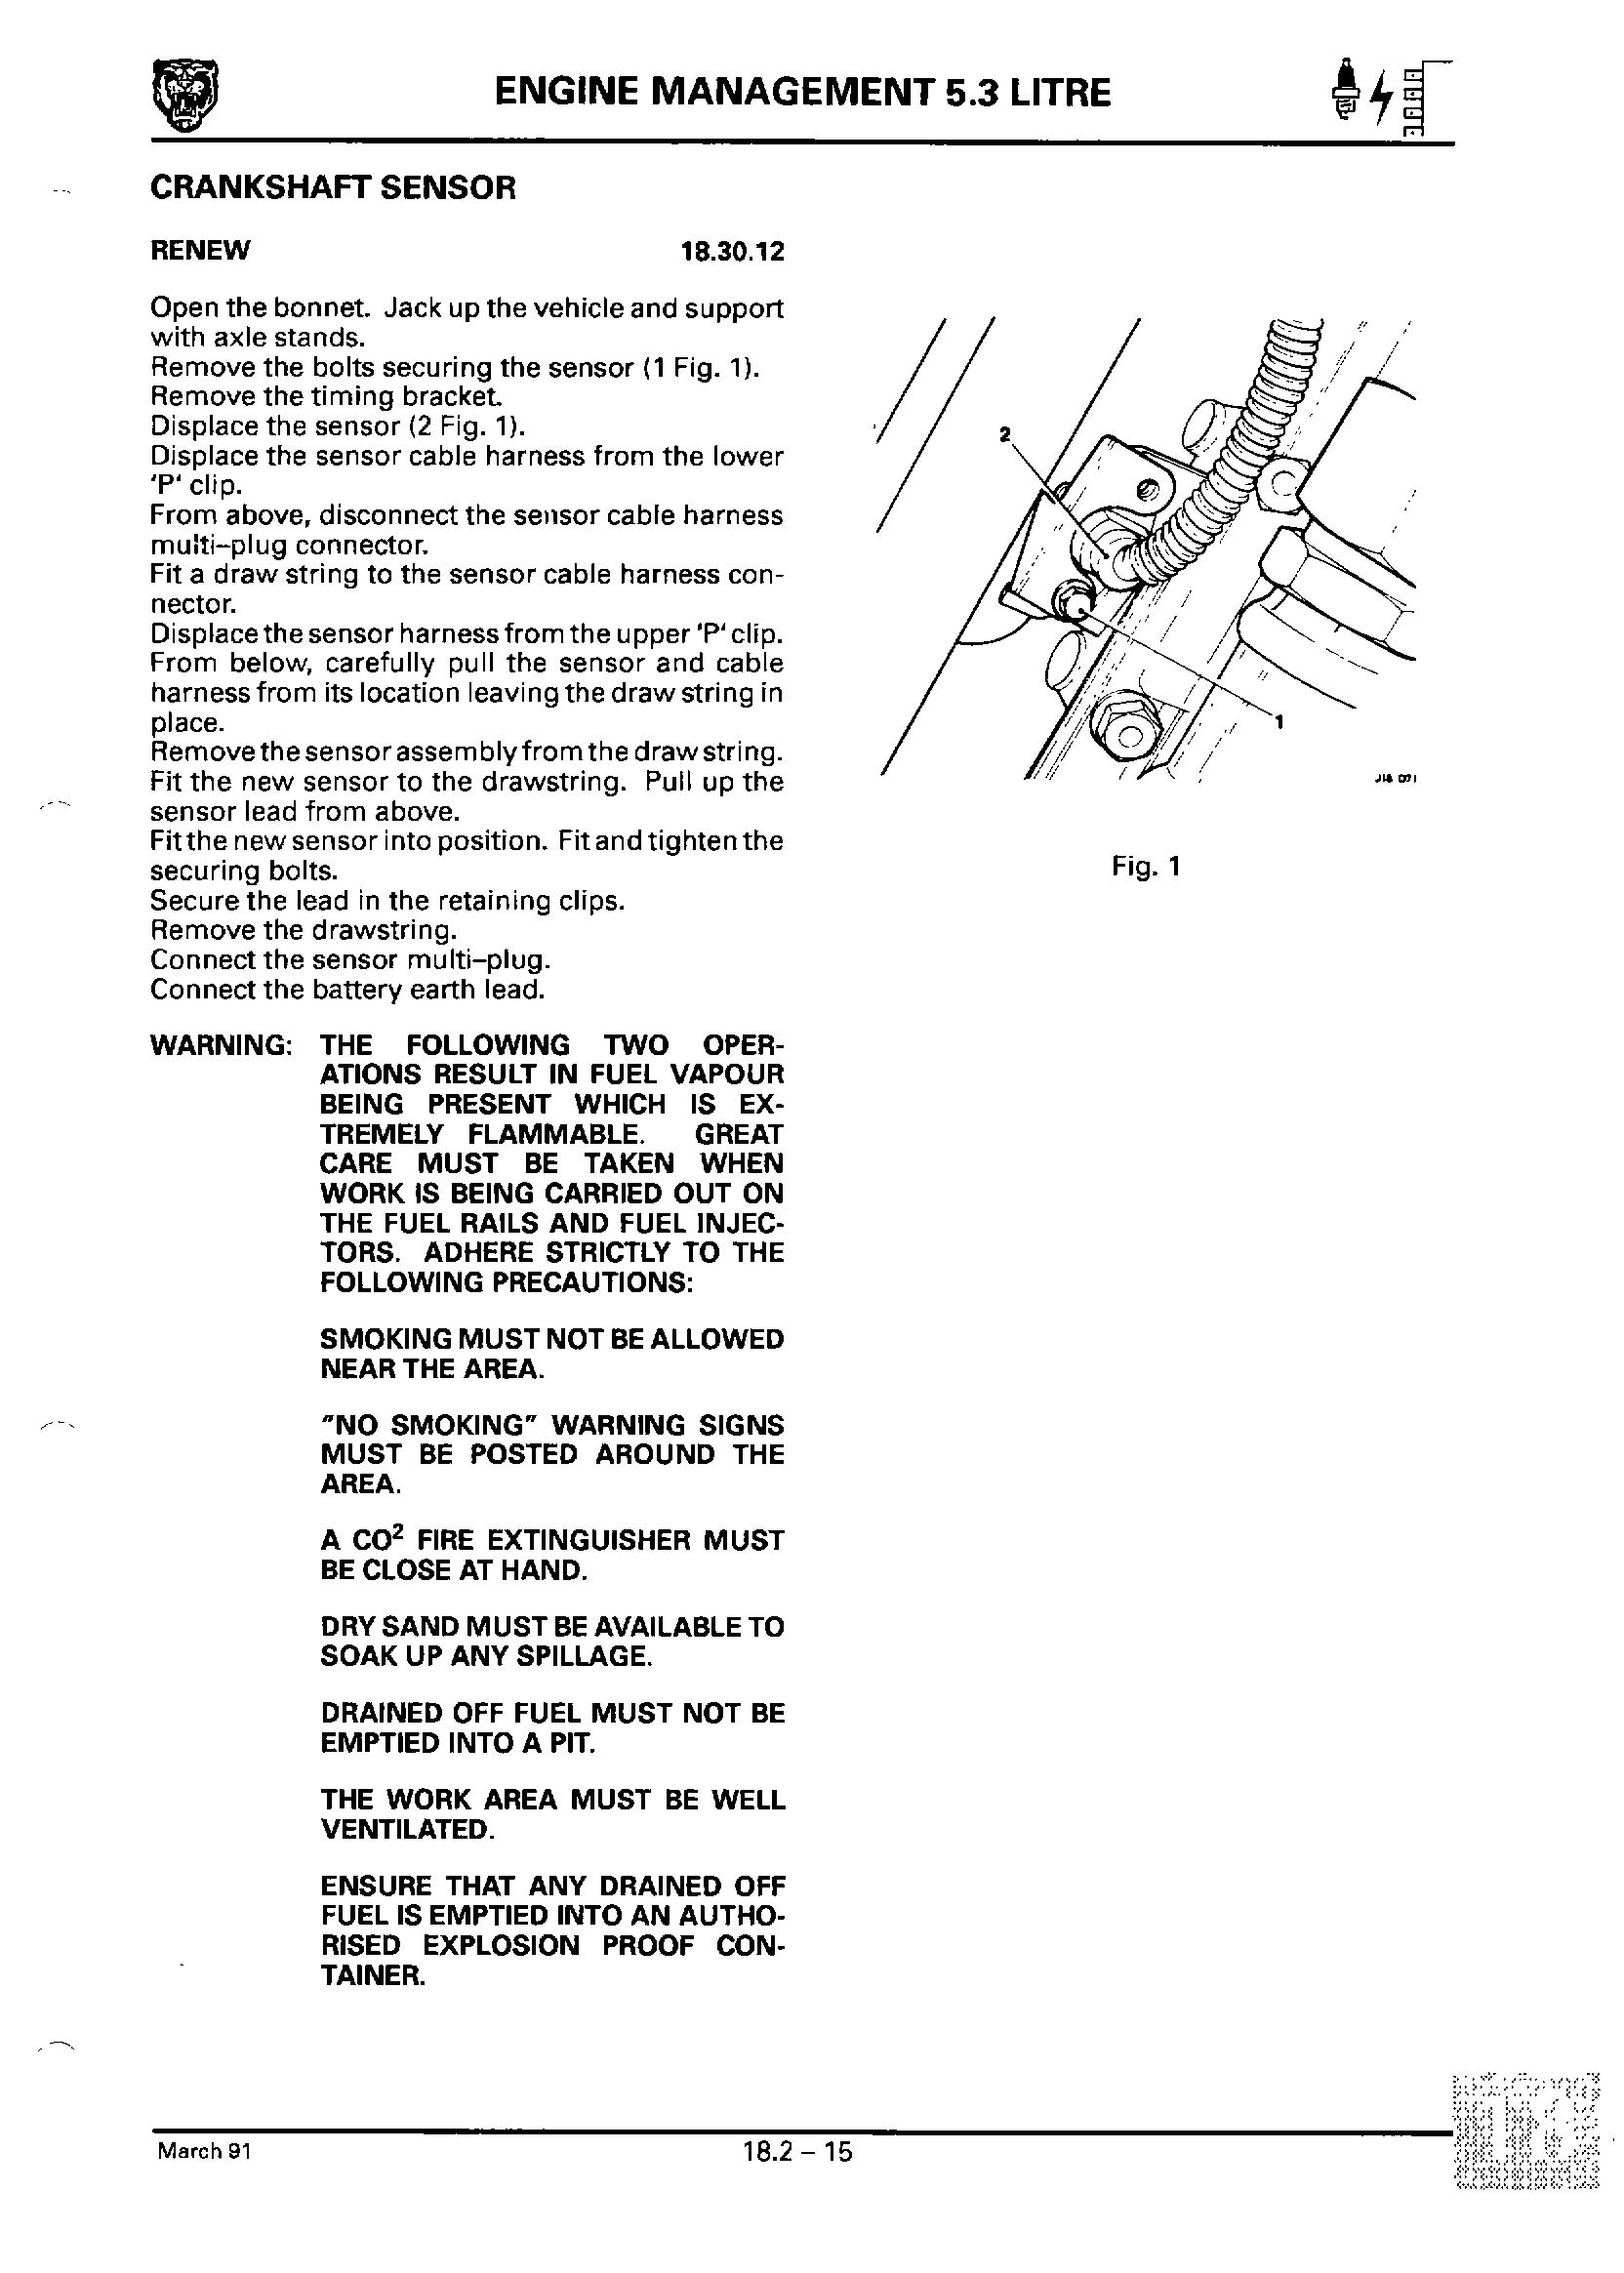 ENGINE MANAGEMENT 5.3 LITRE
CRANKSHAFT SENSOR
RENEW 18.30.12
Open the bonnet. Jack up the vehicle and support
with axle stands.
Remove the bolts securing the sensor (1 Fig. 1).
Remove the timing bracket.
Displace the sensor (2 Fig. 1).
Displace the sensor cable harness from the lower
'P' clip.
From above, disconnect the sensor cable harness
multi–plug connector.
Fit a draw string to the sensor cable harness con-
nector.
Displace the sensor harness from the upper 'P' clip.
From below, carefully pull the sensor and cable
harness from its location leaving the draw string in
place.
Remove the sensor assembly from the draw string.
Fit the new sensor to the drawstring. Pull up the
sensor lead from above.
Fit the new sensor into position. Fit and tighten the
securing bolts.
Secure the lead in the retaining clips.
Remove the drawstring.
Connect the sensor multi–plug.
Connect the battery earth lead.
WARNING: THE FOLLOWING TWO OPER-
ATIONS RESULT IN FUEL VAPOUR
BEING PRESENT WHICH IS EX-
TREMELY FLAMMABLE. GREAT
CARE MUST BE TAKEN WHEN
WORK IS BEING CARRIED OUT ON
THE FUEL RAILS AND FUEL INJEC-
TORS. ADHERE STRICTLY TO THE
FOLLOWING PRECAUTIONS:
SMOKING MUST NOT BE ALLOWED
NEAR THE AREA.
"NO SMOKING" WARNING SIGNS
MUST BE POSTED AROUND THE
AREA.
A CO² FIRE EXTINGUISHER MUST
BE CLOSE AT HAND.
DRY SAND MUST BE AVAILABLE TO
SOAK UP ANY SPILLAGE.
DRAINED OFF FUEL MUST NOT BE
EMPTIED INTO A PIT.
THE WORK AREA MUST BE WELL
VENTILATED.
ENSURE THAT ANY DRAINED OFF
FUEL IS EMPTIED INTO AN AUTHO-
RISED EXPLOSION PROOF CON-
TAINER.
2
1
J18 071
Fig. 1
March 91
18.2 – 15